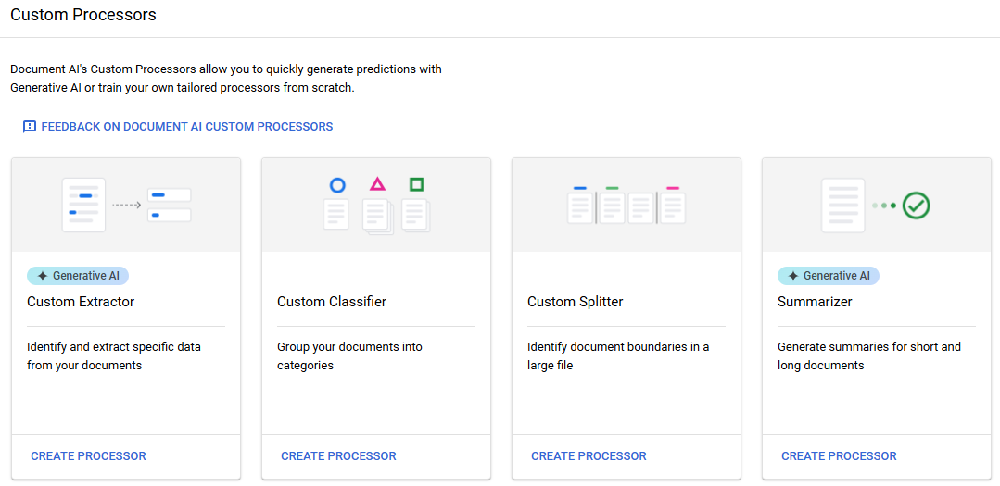 Custom Processors
Document AI's Custom Processors allow you to quickly generate predictions with
Generative AI or train your own tailored processors from scratch.
FEEDBACK ON DOCUMENT AI CUSTOM PROCESSORS
Generative AI
Custom Extractor
Identify and extract specific data
from your documents
CREATE PROCESSOR
Custom Classifier
Group your documents into
categories
CREATE PROCESSOR
Custom Splitter
Identify document boundaries in a
large file
CREATE PROCESSOR
Generative AI
Summarizer
Generate summaries for short and
long documents
CREATE PROCESSOR